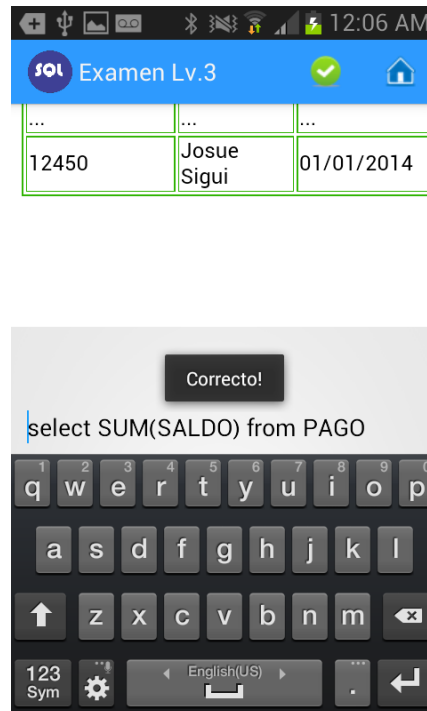 12:06 AM
SQL Examen Lv.3
... ... ...
12450 Josue Sigui 01/01/2014
Correcto!
select SUM(SALDO) from PAGO
1 2 3 4 5 6 7 8 9 0
q w e r t y u i o p
a s d f g h j k l
z x c v b n m
123 Sym English(US) .